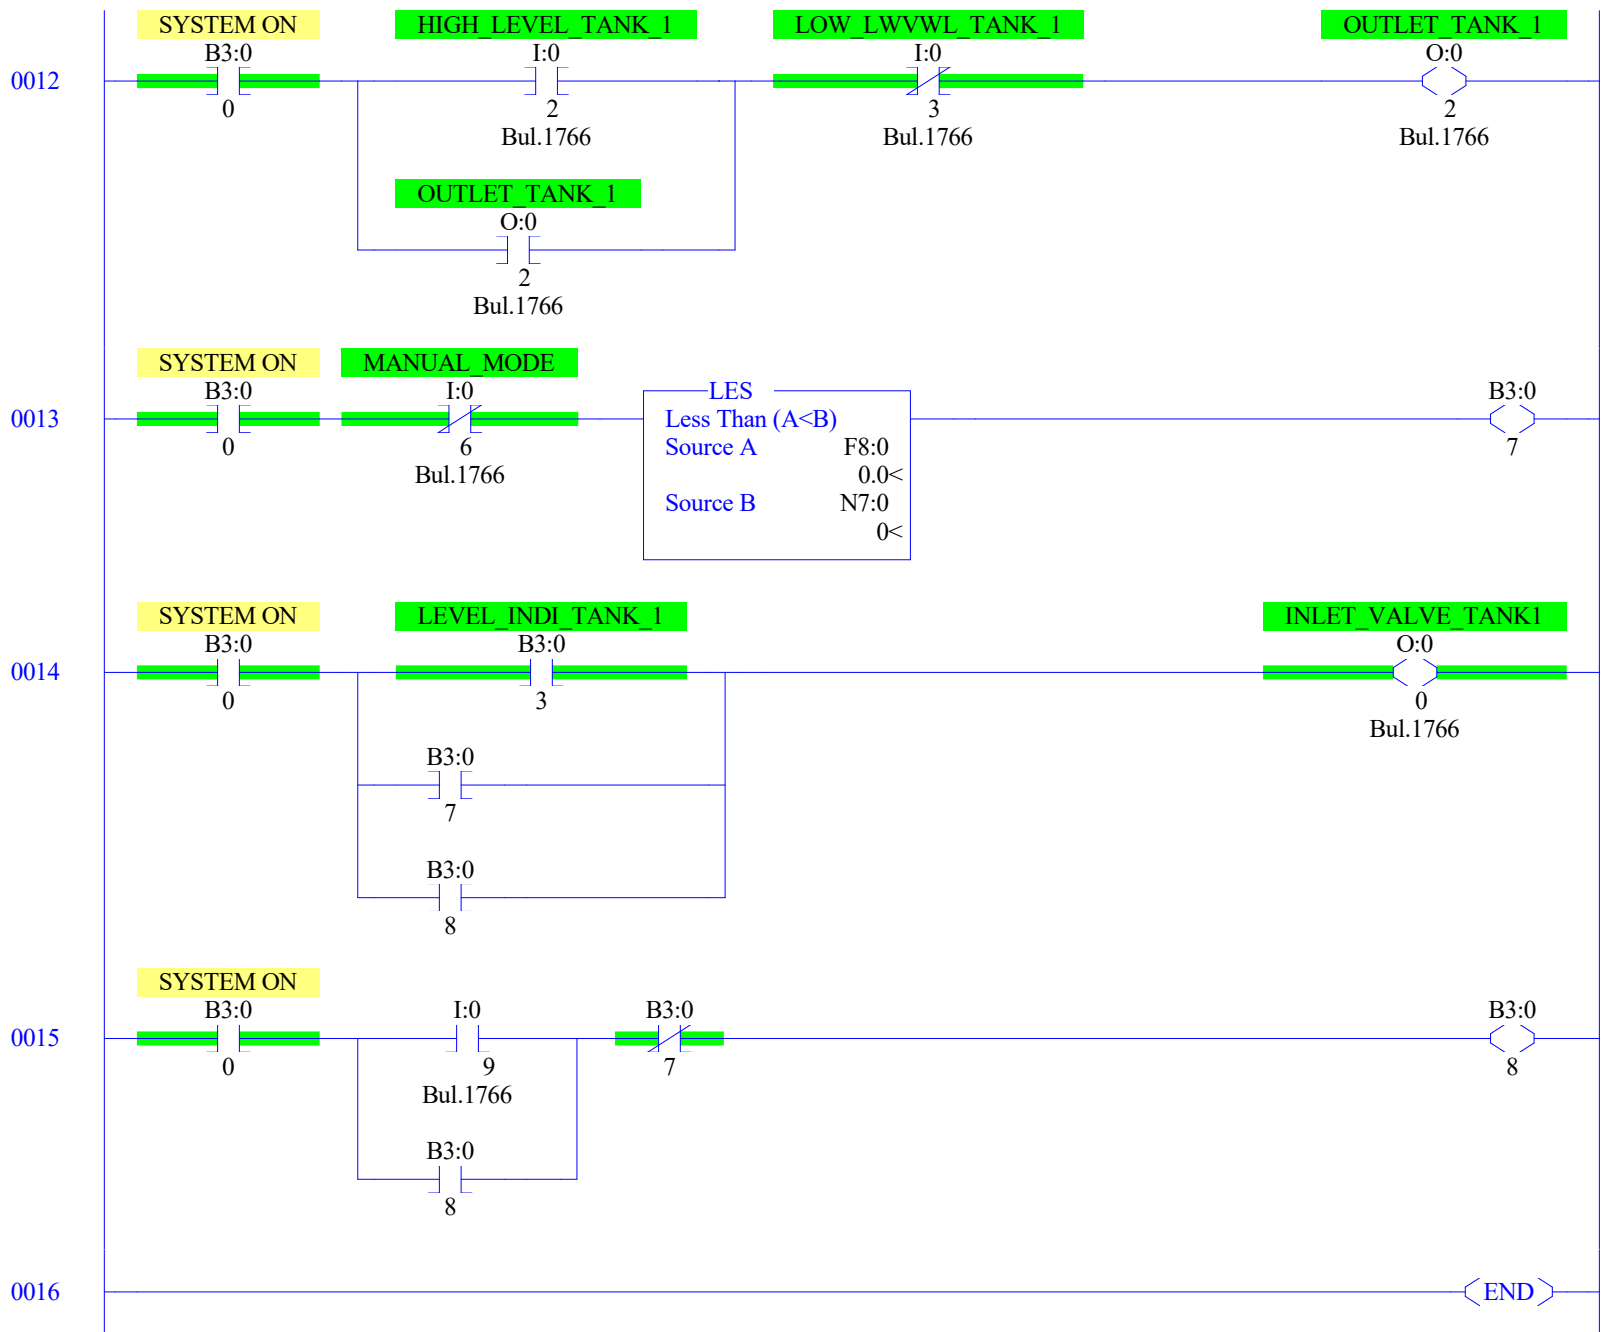 SYSTEM ON HIGH_LEVEL_TANK_1 LOW_LWVWL_TANK_1 OUTLET_TANK_1
B3:0 I:0 I:0 O:0
0012
0 2 3 2
Bul.1766 Bul.1766 Bul.1766
OUTLET_TANK_1
O:0
2
Bul.1766
SYSTEM ON MANUAL_MODE
B3:0 I:0 LES B3:0
0013 Less Than (A<B)
0 6 Source A F8:0 7
Bul.1766 0.0<
Source B N7:0
0<
SYSTEM ON LEVEL_INDI_TANK_1 INLET_VALVE_TANK1
B3:0 B3:0 O:0
0014
0 3 0
Bul.1766
B3:0
7
B3:0
8
SYSTEM ON
B3:0 I:0 B3:0 B3:0
0015
0 9 7 8
Bul.1766
B3:0
8
0016 END